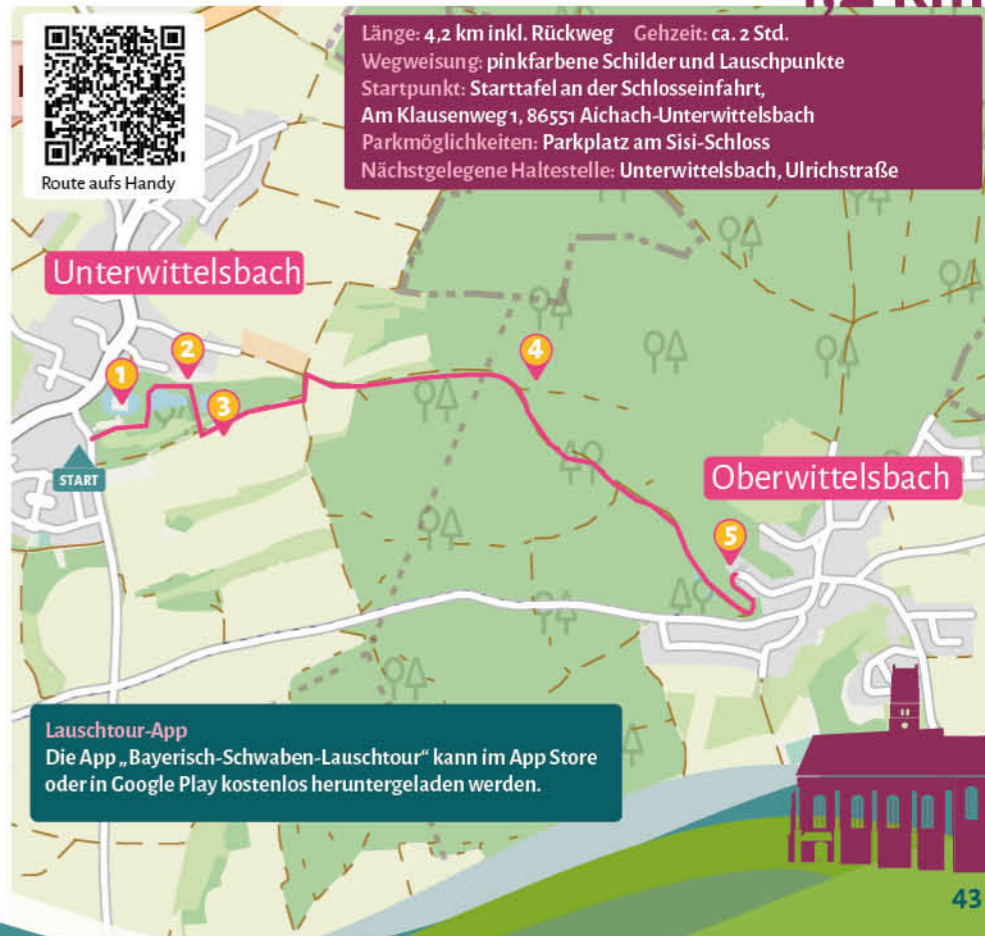 Länge: 4,2 km inkl. Rückweg Gehzeit: ca. 2 Std.
Wegweisung: pinkfarbene Schilder und Lauschpunkte
Startpunkt: Starttafel an der Schlosseinfahrt,
Am Klausenweg 1, 86551 Aichach-Unterwittelsbach
Parkmöglichkeiten: Parkplatz am Sisi-Schloss
Nächstgelegene Haltestelle: Unterwittelsbach, Ulrichstraße
Route aufs Handy
Unterwittelsbach
1
2
3
4
START
Oberwittelsbach
5
Lauschtour-App
Die App „Bayerisch-Schwaben-Lauschtour“ kann im App Store
oder in Google Play kostenlos heruntergeladen werden.
43